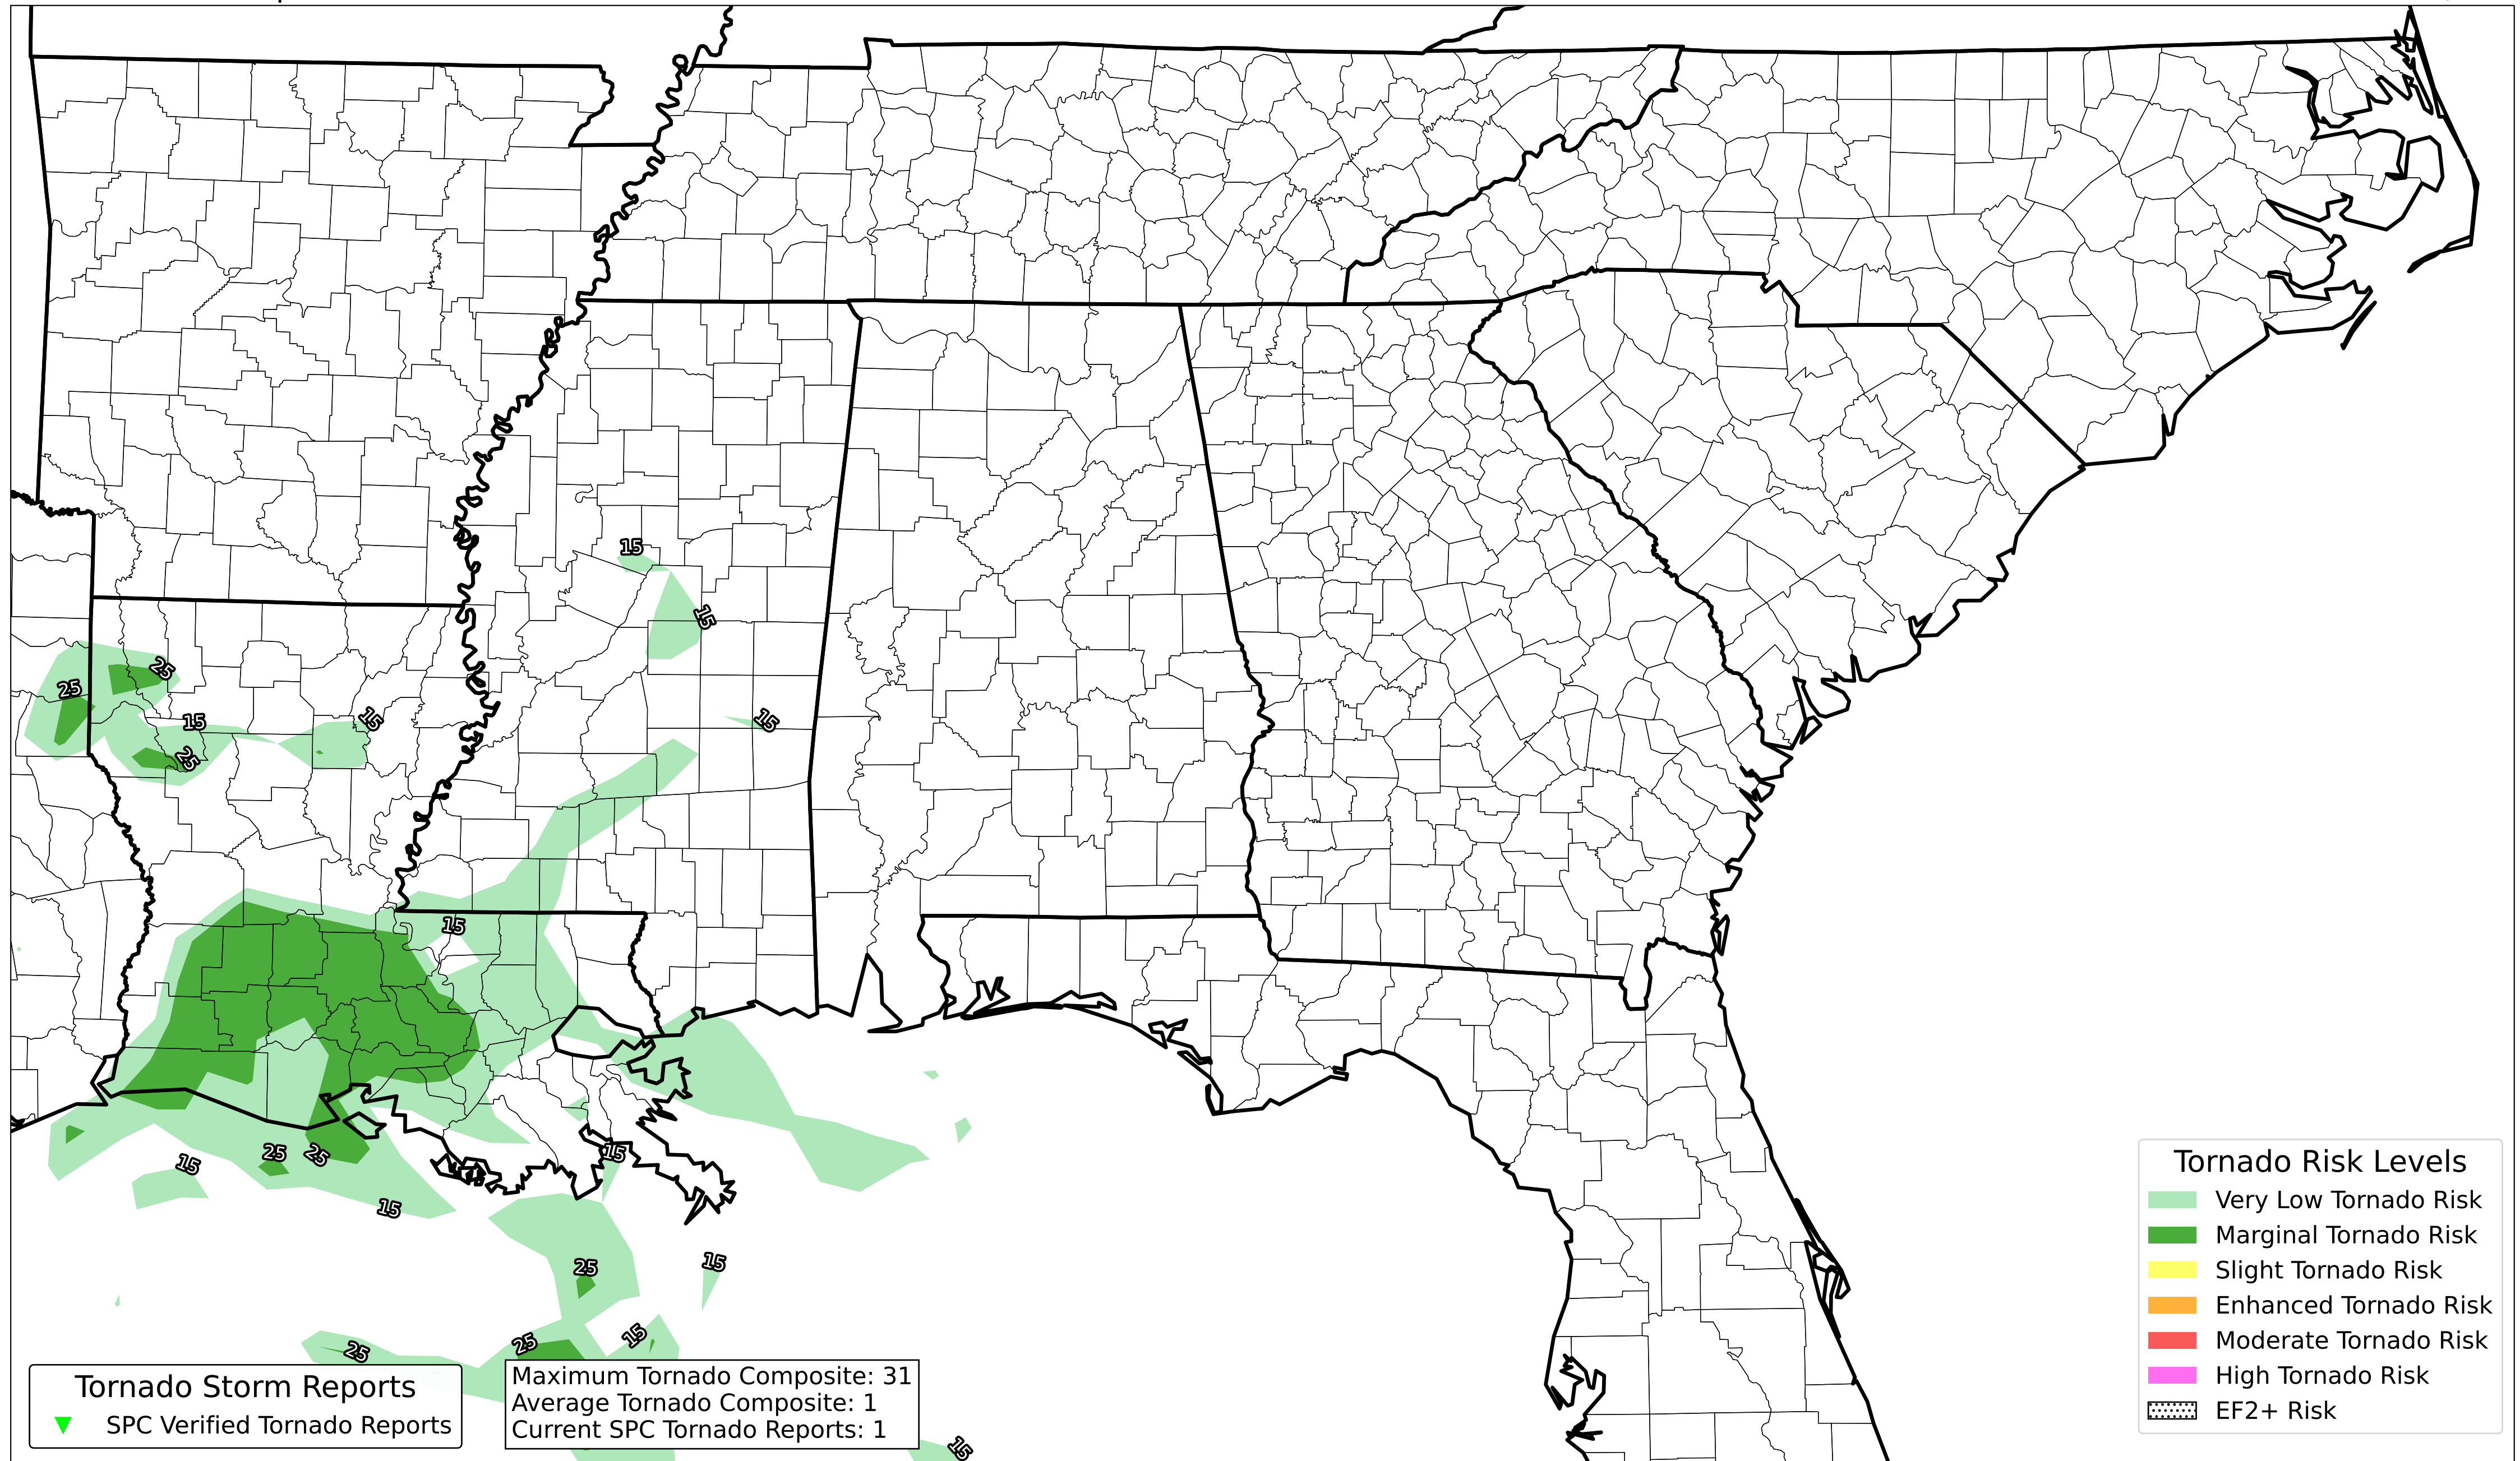 15
15
25
25
15
15
15
25
15
25
25
15
15
15
25
15
25
15
25
Tornado Storm Reports
SPC Verified Tornado Reports
Maximum Tornado Composite: 31
Average Tornado Composite: 1
Current SPC Tornado Reports: 1
15
Tornado Risk Levels
Very Low Tornado Risk
Marginal Tornado Risk
Slight Tornado Risk
Enhanced Tornado Risk
Moderate Tornado Risk
High Tornado Risk
EF2+ Risk